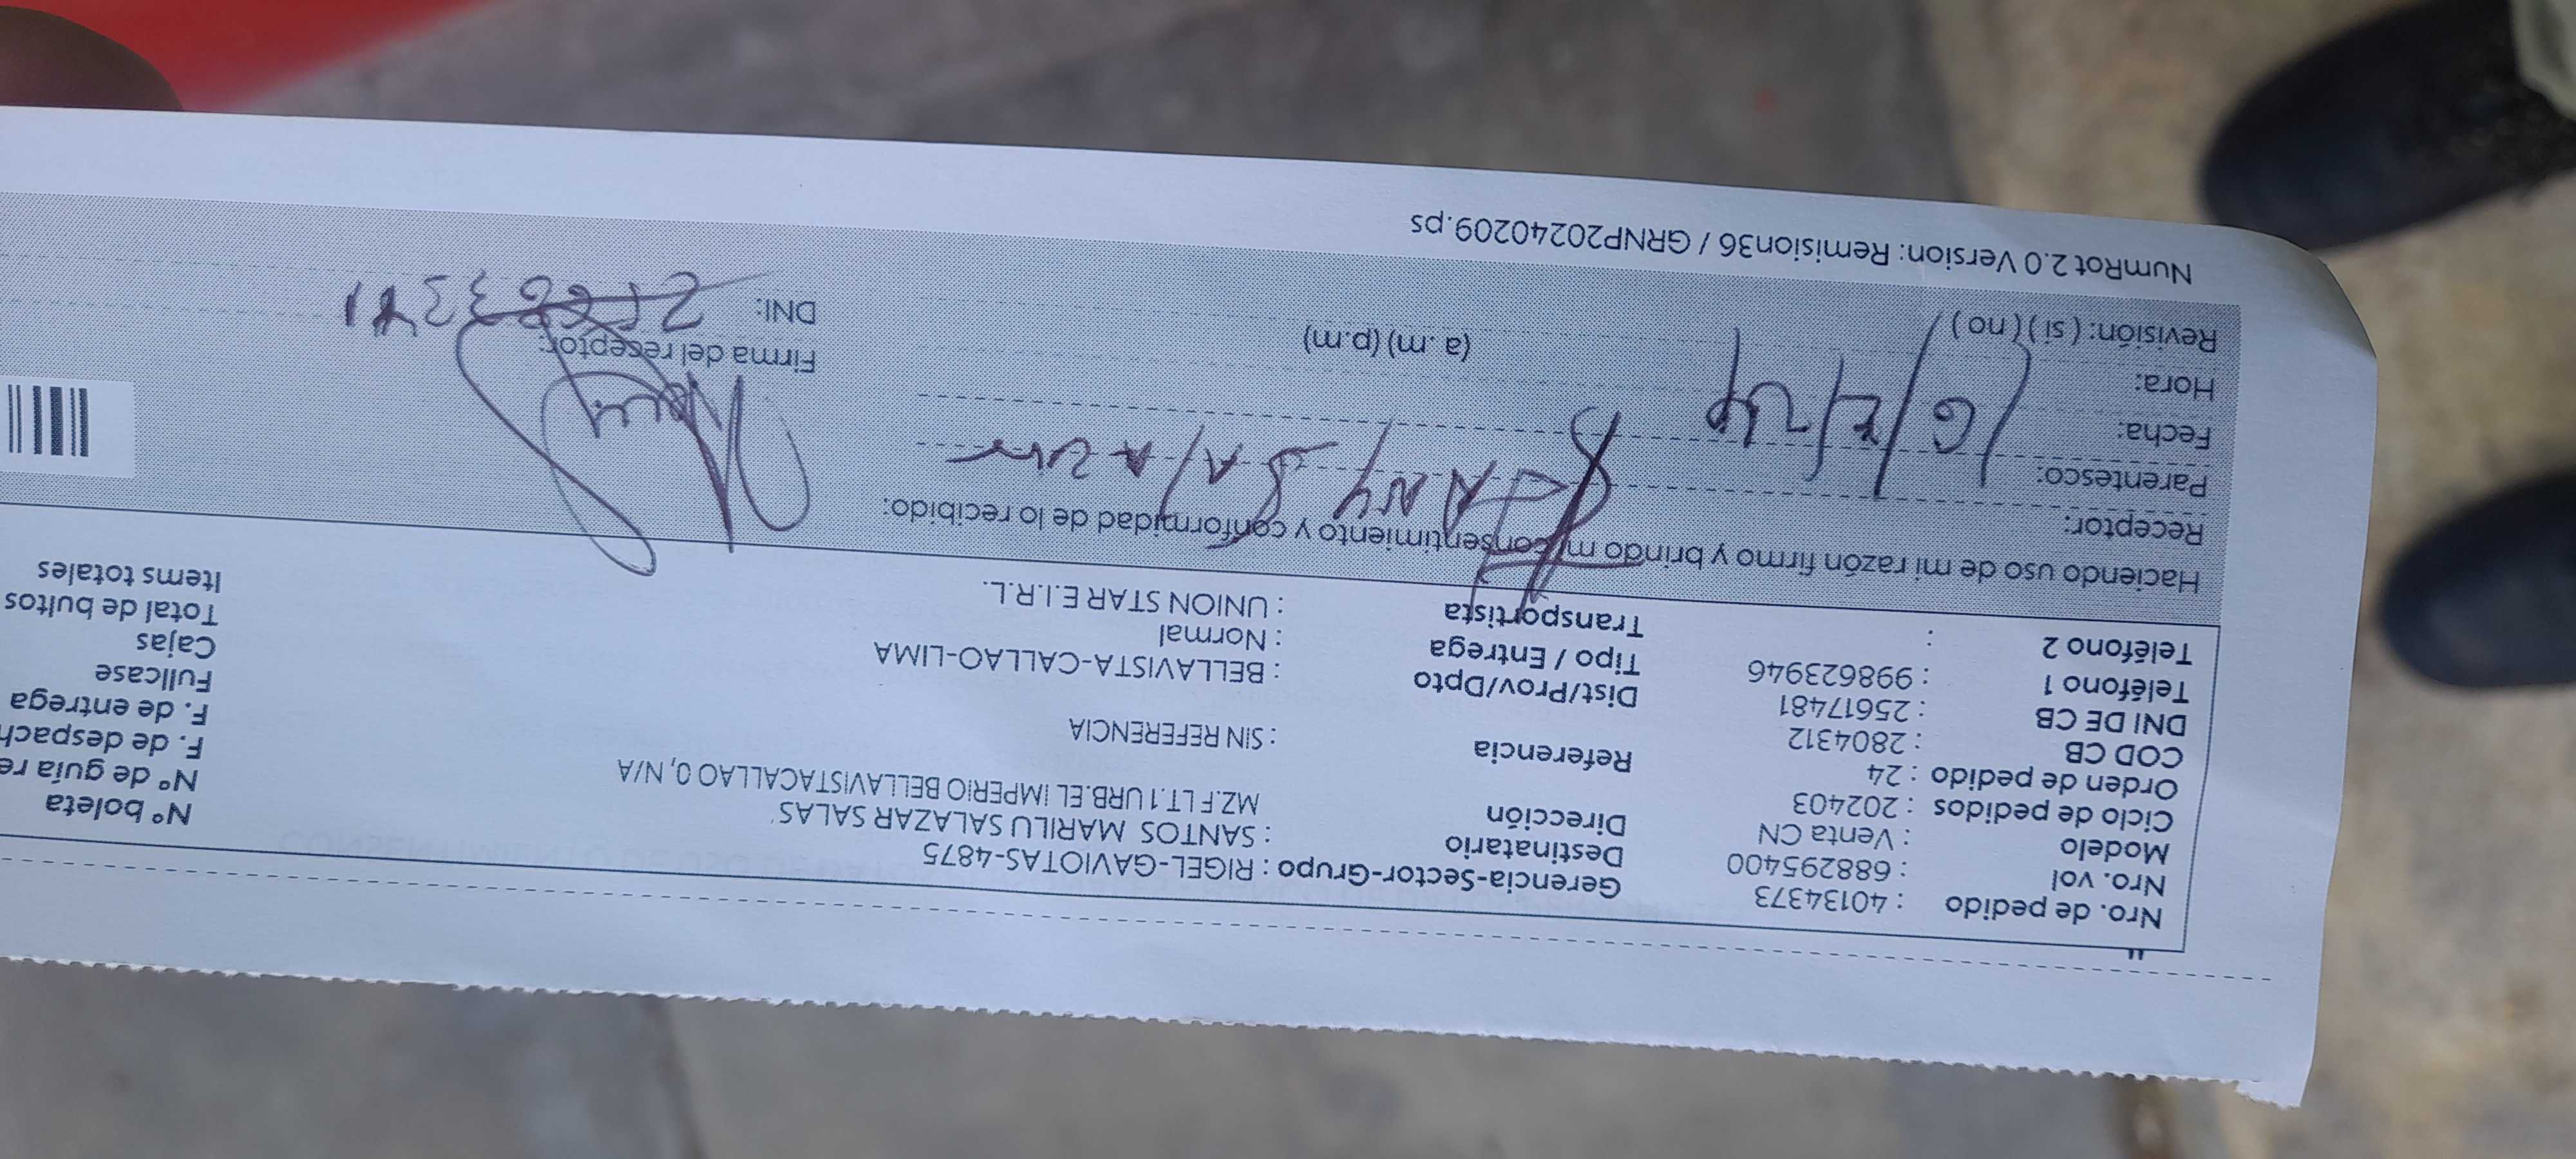 Nro. de pedido : 40134373 Gerencia-Sector-Grupo : RIGEL-GAVIOTAS-4875 N° boleta
Nro. vol : 688295400 Destinatario : SANTOS MARILU SALAZAR SALAS N° de guía re
Modelo : Venta CN Dirección MZ.F LT.1 URB.EL IMPERIO BELLAVISTACALLAO 0, N/A F. de despach
Ciclo de pedidos : 202403 Referencia : SIN REFERENCIA F. de entrega
Orden de pedido : 24 Dist/Prov/Dpto : BELLAVISTA-CALLAO-LIMA Fullcase
COD CB : 2804312 Tipo / Entrega : Normal Cajas
DNI DE CB : 25617481 Transportista : UNION STAR E.I.R.L. Total de bultos
Teléfono 1 : 998623946 Items totales
Teléfono 2 :
Haciendo uso de mi razón firmo y brindo mi consentimiento y conformidad de lo recibido:
Receptor:
Parentesco:
Fecha:
Hora: (a .m) (p.m) Firma del receptor:
Revisión: ( si ) ( no ) DNI:
NumRot 2.0 Version: Remision36 / GRNP20240209.ps